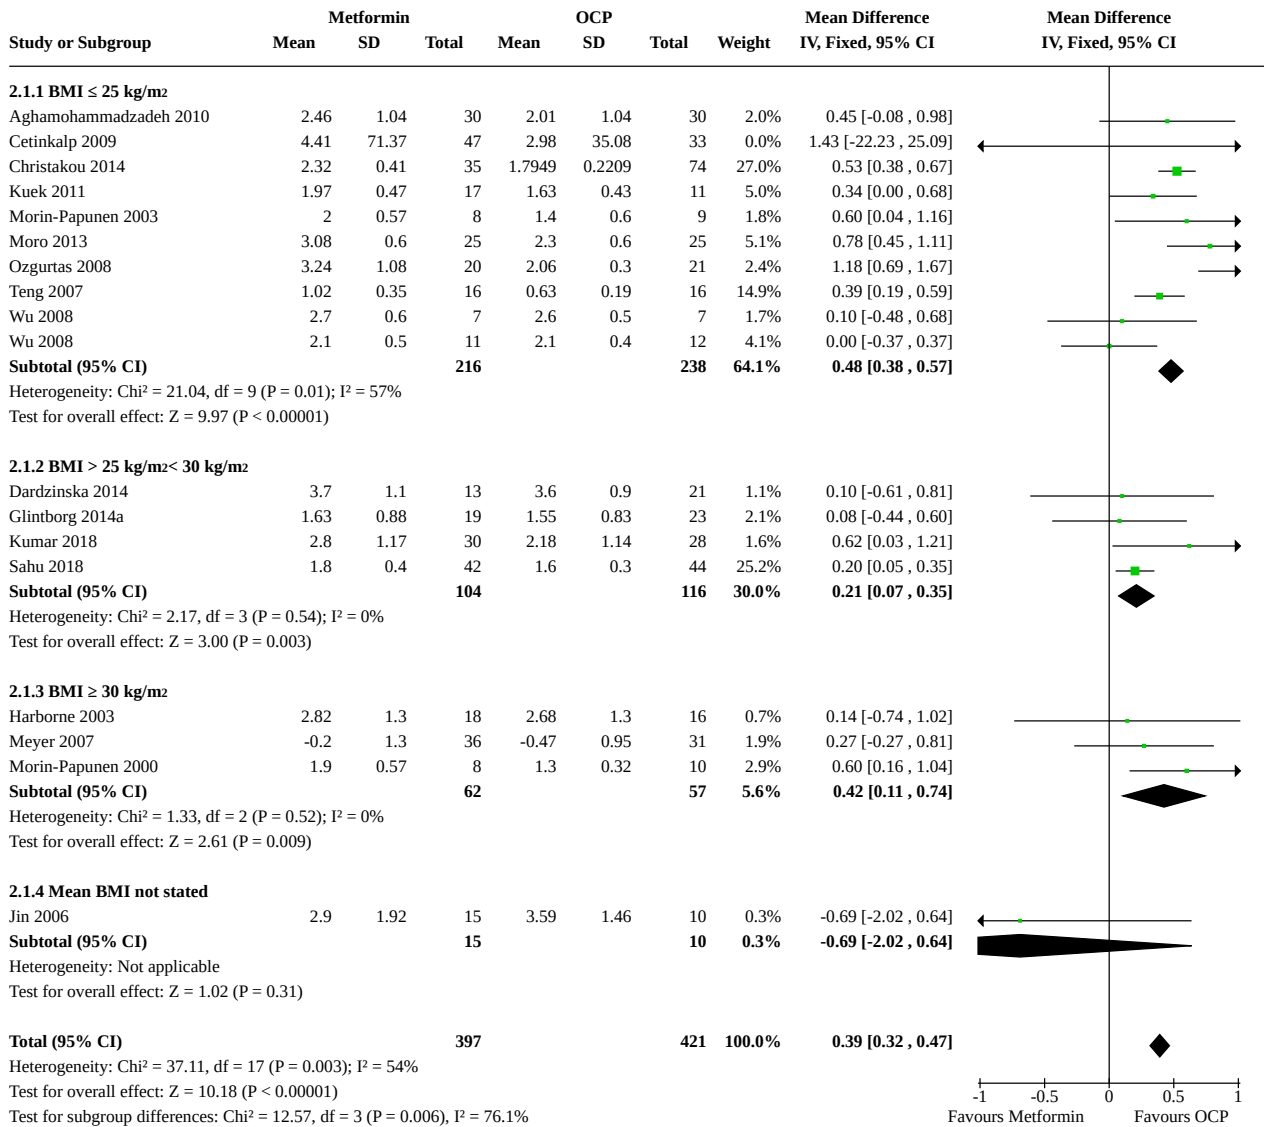 Metformin OCP Mean Difference Mean Difference
Study or Subgroup Mean SD Total Mean SD Total Weight IV, Fixed, 95% CI IV, Fixed, 95% CI
2.1.1 BMI ≤ 25 kg/m2
Aghamohammadzadeh 2010 2.46 1.04 30 2.01 1.04 30 2.0% 0.45 [-0.08 , 0.98]
Cetinkalp 2009 4.41 71.37 47 2.98 35.08 33 0.0% 1.43 [-22.23 , 25.09]
Christakou 2014 2.32 0.41 35 1.7949 0.2209 74 27.0% 0.53 [0.38 , 0.67]
Kuek 2011 1.97 0.47 17 1.63 0.43 11 5.0% 0.34 [0.00 , 0.68]
Morin-Papunen 2003 2 0.57 8 1.4 0.6 9 1.8% 0.60 [0.04 , 1.16]
Moro 2013 3.08 0.6 25 2.3 0.6 25 5.1% 0.78 [0.45 , 1.11]
Ozgurtas 2008 3.24 1.08 20 2.06 0.3 21 2.4% 1.18 [0.69 , 1.67]
Teng 2007 1.02 0.35 16 0.63 0.19 16 14.9% 0.39 [0.19 , 0.59]
Wu 2008 2.7 0.6 7 2.6 0.5 7 1.7% 0.10 [-0.48 , 0.68]
Wu 2008 2.1 0.5 11 2.1 0.4 12 4.1% 0.00 [-0.37 , 0.37]
Subtotal (95% CI) 216 238 64.1% 0.48 [0.38 , 0.57]
Heterogeneity: Chi² = 21.04, df = 9 (P = 0.01); I² = 57%
Test for overall effect: Z = 9.97 (P < 0.00001)
2.1.2 BMI > 25 kg/m2< 30 kg/m2
Dardzinska 2014 3.7 1.1 13 3.6 0.9 21 1.1% 0.10 [-0.61 , 0.81]
Glintborg 2014a 1.63 0.88 19 1.55 0.83 23 2.1% 0.08 [-0.44 , 0.60]
Kumar 2018 2.8 1.17 30 2.18 1.14 28 1.6% 0.62 [0.03 , 1.21]
Sahu 2018 1.8 0.4 42 1.6 0.3 44 25.2% 0.20 [0.05 , 0.35]
Subtotal (95% CI) 104 116 30.0% 0.21 [0.07 , 0.35]
Heterogeneity: Chi² = 2.17, df = 3 (P = 0.54); I² = 0%
Test for overall effect: Z = 3.00 (P = 0.003)
2.1.3 BMI ≥ 30 kg/m2
Harborne 2003 2.82 1.3 18 2.68 1.3 16 0.7% 0.14 [-0.74 , 1.02]
Meyer 2007 -0.2 1.3 36 -0.47 0.95 31 1.9% 0.27 [-0.27 , 0.81]
Morin-Papunen 2000 1.9 0.57 8 1.3 0.32 10 2.9% 0.60 [0.16 , 1.04]
Subtotal (95% CI) 62 57 5.6% 0.42 [0.11 , 0.74]
Heterogeneity: Chi² = 1.33, df = 2 (P = 0.52); I² = 0%
Test for overall effect: Z = 2.61 (P = 0.009)
2.1.4 Mean BMI not stated
Jin 2006 2.9 1.92 15 3.59 1.46 10 0.3% -0.69 [-2.02 , 0.64]
Subtotal (95% CI) 15 10 0.3% -0.69 [-2.02 , 0.64]
Heterogeneity: Not applicable
Test for overall effect: Z = 1.02 (P = 0.31)
Total (95% CI) 397 421 100.0% 0.39 [0.32 , 0.47]
Heterogeneity: Chi² = 37.11, df = 17 (P = 0.003); I² = 54%
Test for overall effect: Z = 10.18 (P < 0.00001)
Test for subgroup differences: Chi² = 12.57, df = 3 (P = 0.006), I² = 76.1%
-1 -0.5 0 0.5 1
Favours Metformin Favours OCP